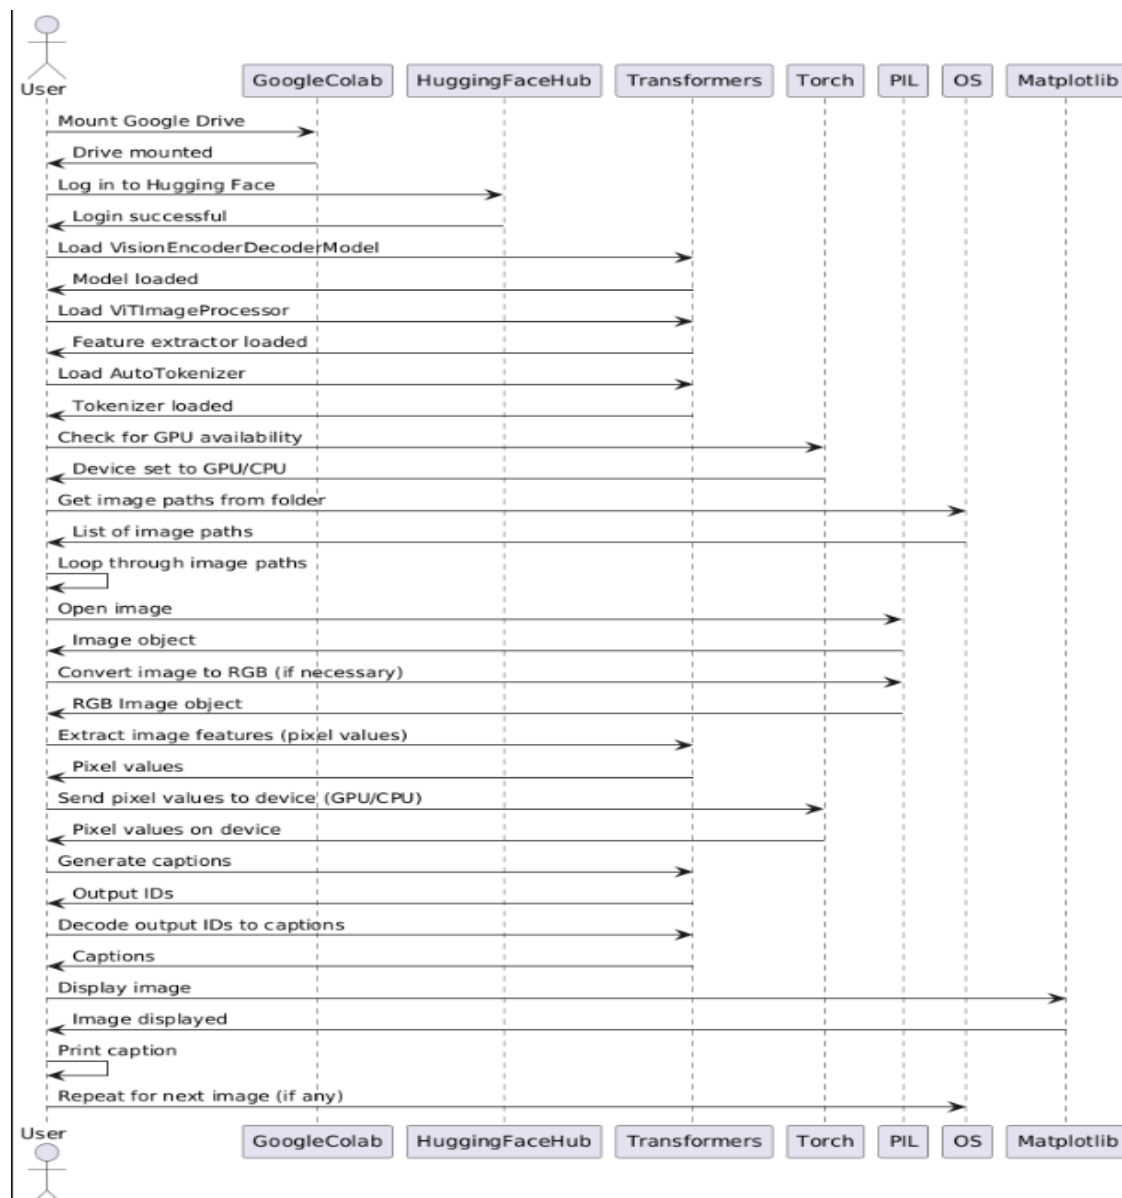 User
GoogleColab HuggingFaceHub Transformers Torch PIL OS Matplotlib
Mount Google Drive
Drive mounted
Log in to Hugging Face
Login successful
Load VisionEncoderDecoderModel
Model loaded
Load ViTImageProcessor
Feature extractor loaded
Load AutoTokenizer
Tokenizer loaded
Check for GPU availability
Device set to GPU/CPU
Get image paths from folder
List of image paths
Loop through image paths
Open image
Image object
Convert image to RGB (if necessary)
RGB Image object
Extract image features (pixel values)
Pixel values
Send pixel values to device (GPU/CPU)
Pixel values on device
Generate captions
Output IDs
Decode output IDs to captions
Captions
Display image
Image displayed
Print caption
Repeat for next image (if any)
User
GoogleColab HuggingFaceHub Transformers Torch PIL OS Matplotlib